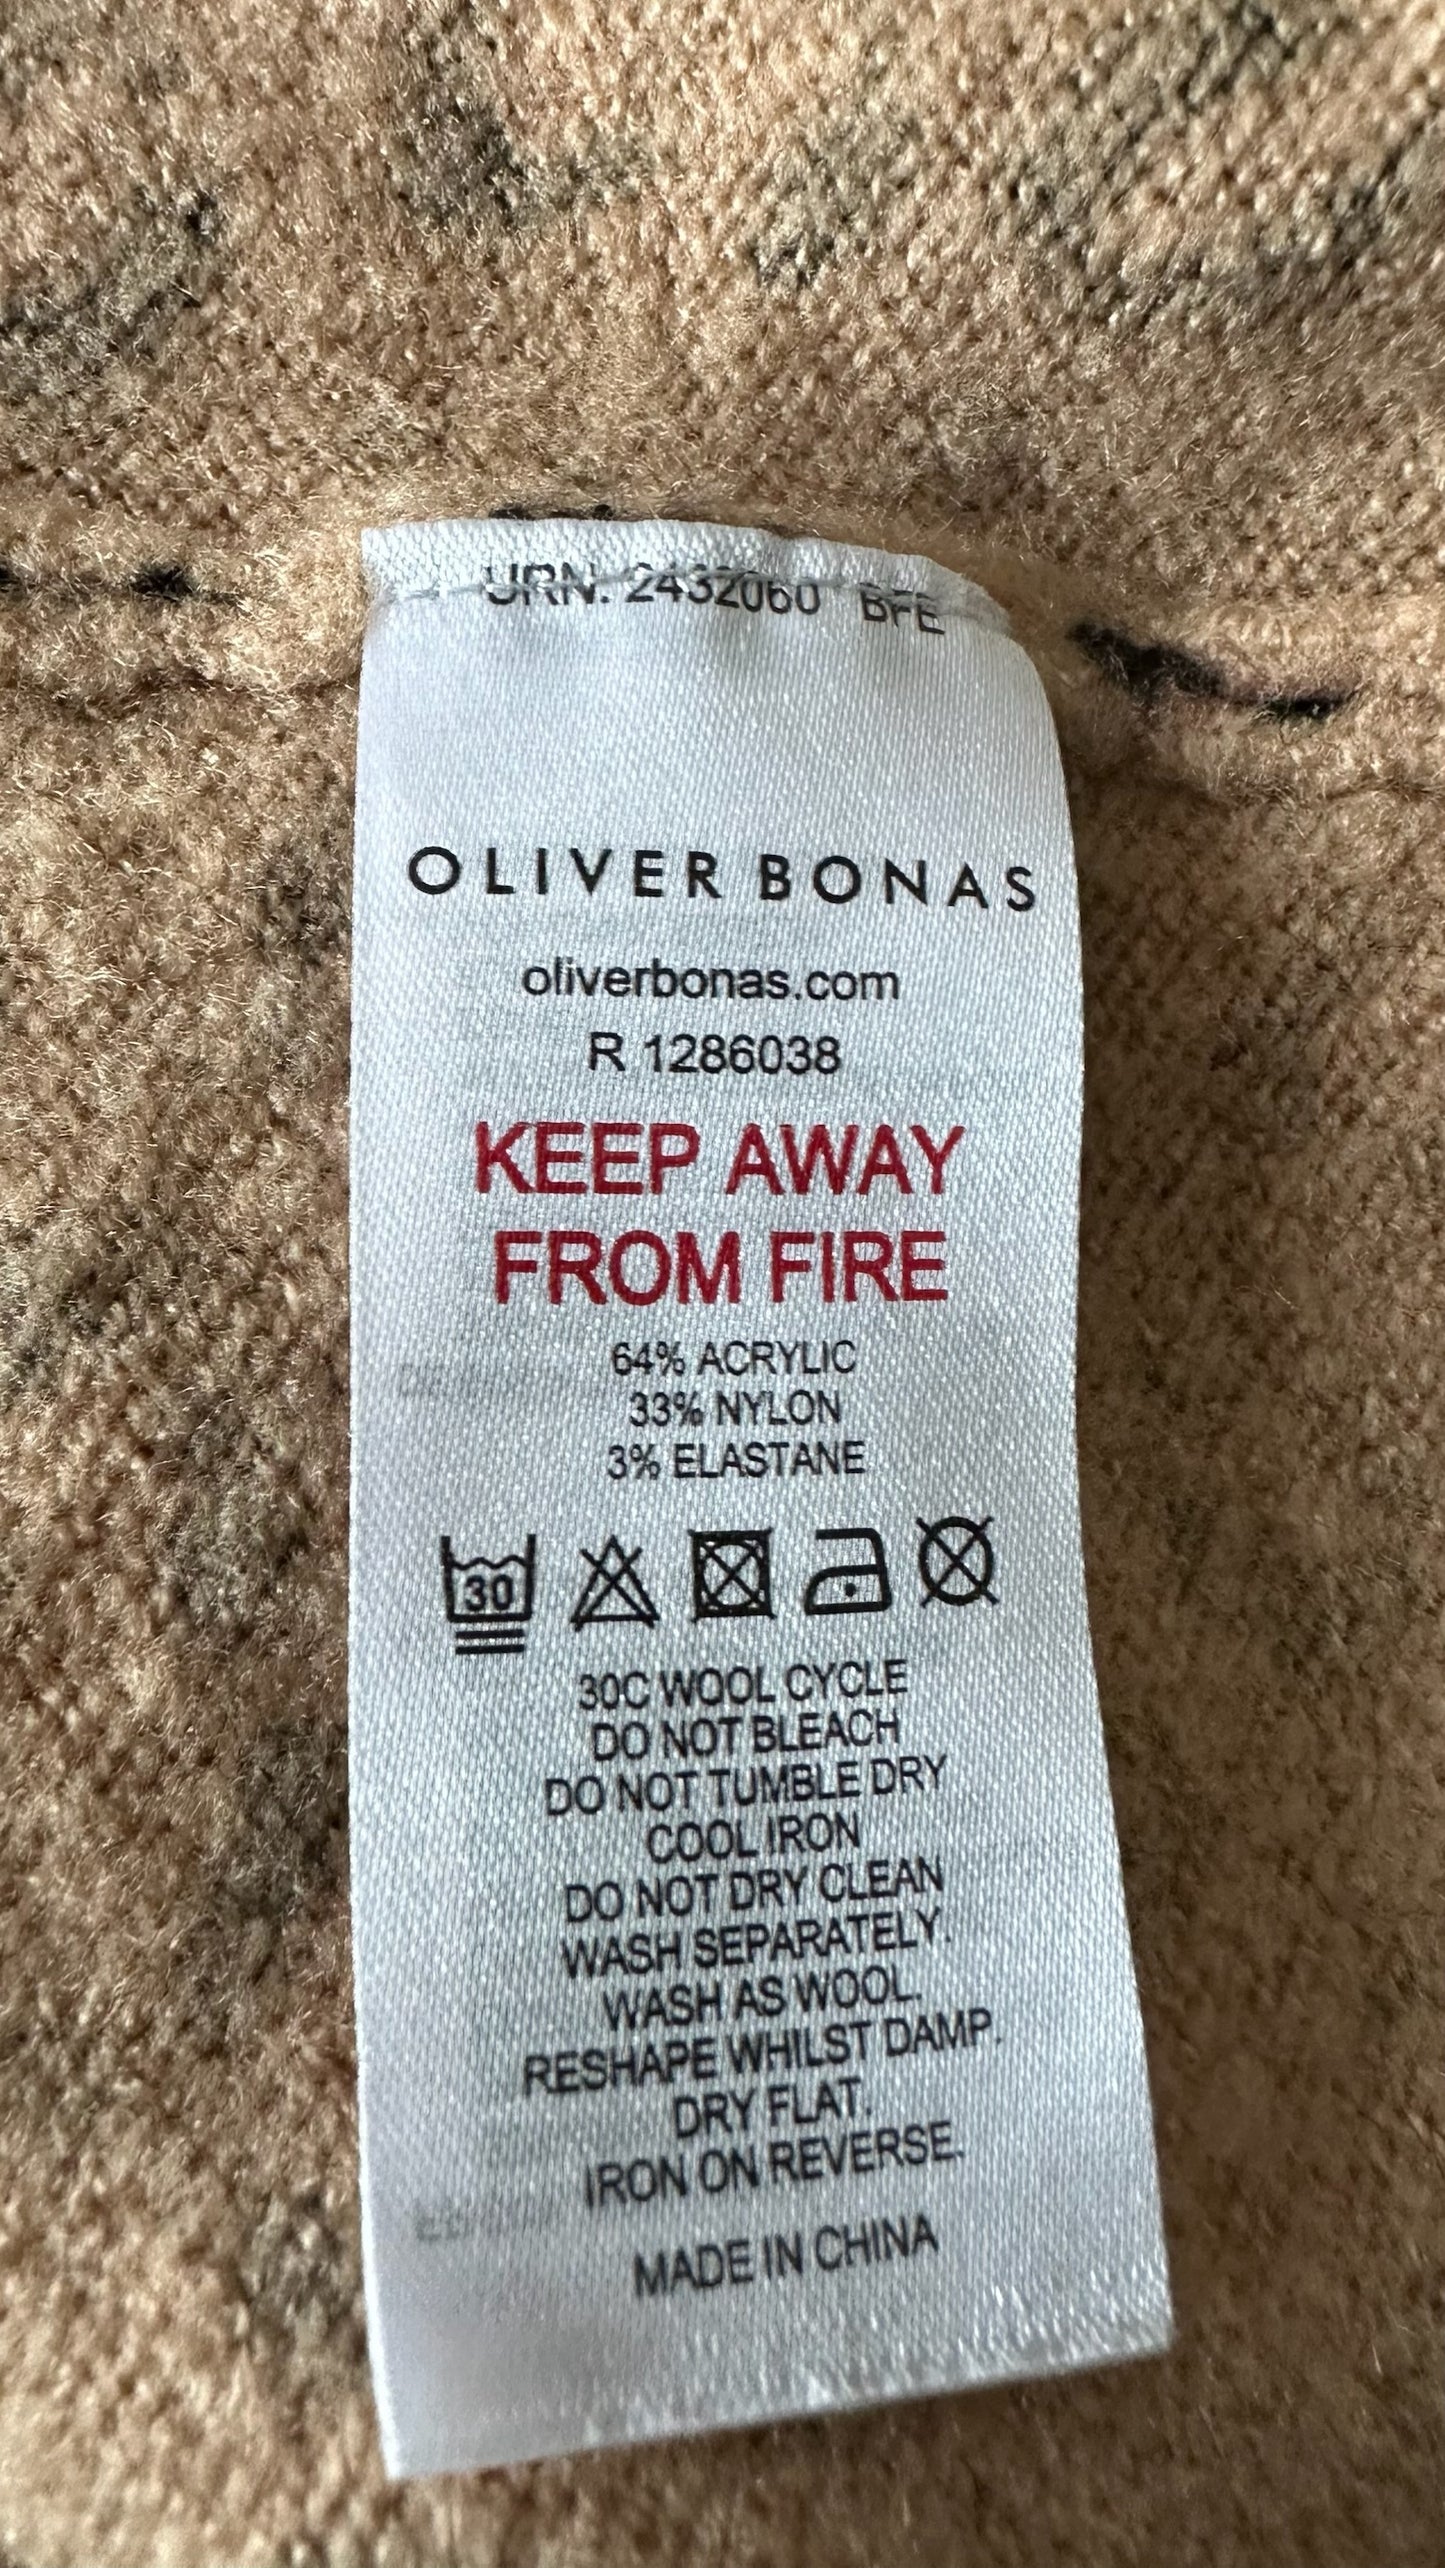 URN: 2432060 BFE
OLIVER BONAS
oliverbonas.com
R 1286038
KEEP AWAY
FROM FIRE
64% ACRYLIC
33% NYLON
3% ELASTANE
30
30C WOOL CYCLE
DO NOT BLEACH
DO NOT TUMBLE DRY
COOL IRON
DO NOT DRY CLEAN
WASH SEPARATELY.
WASH AS WOOL.
RESHAPE WHILST DAMP.
DRY FLAT.
IRON ON REVERSE.
MADE IN CHINA